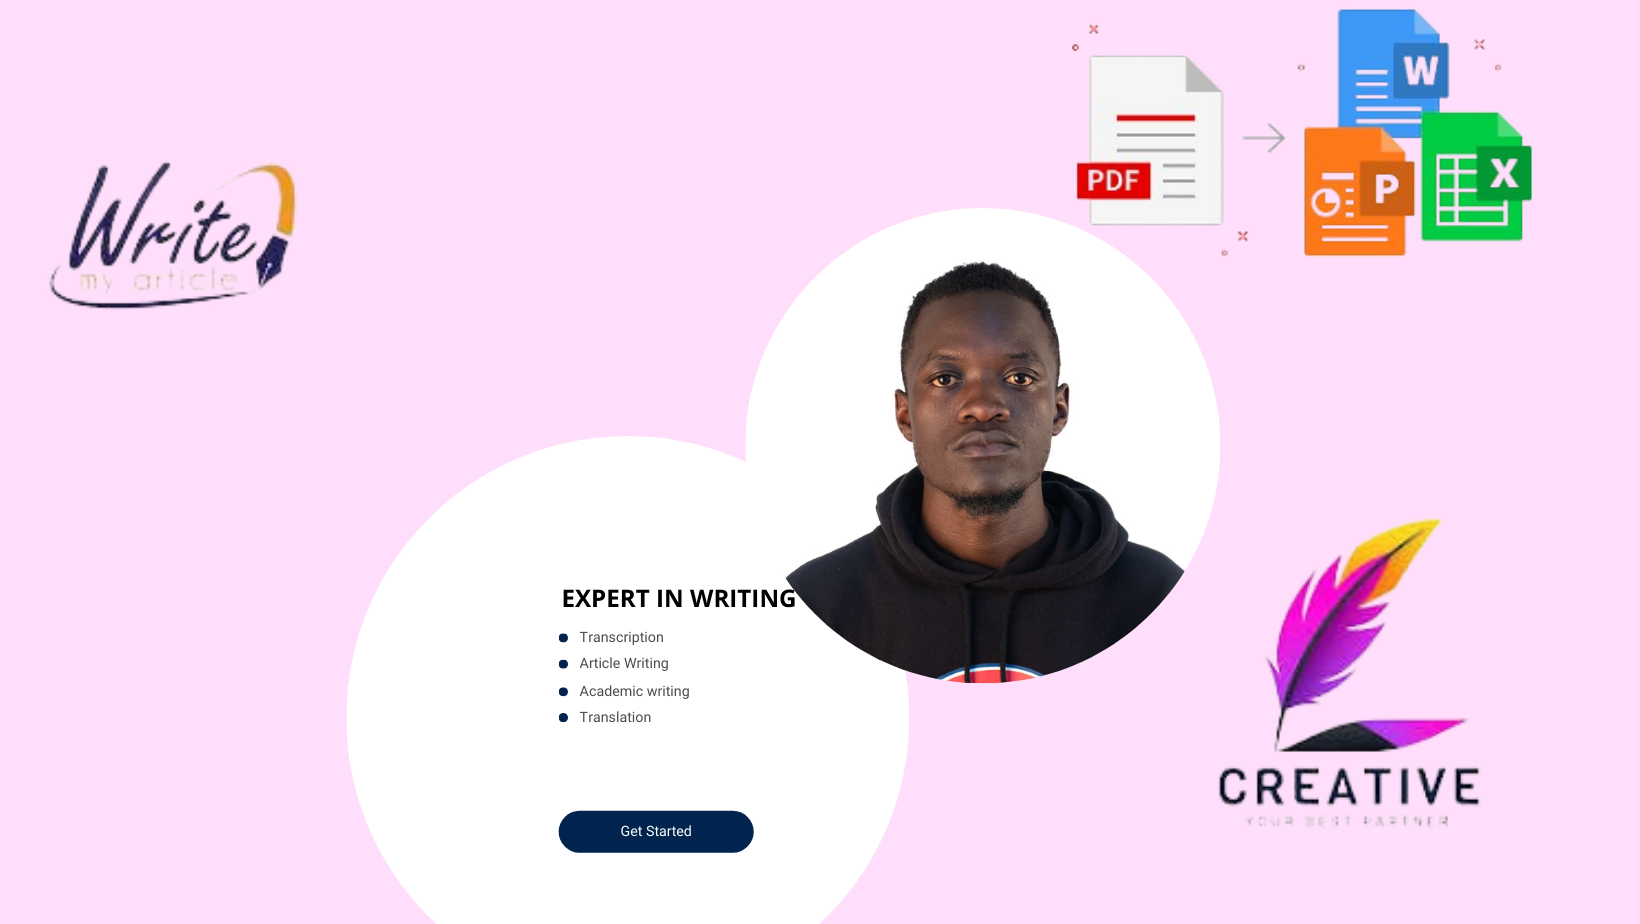 W
PDF
P
X
Write
my article
EXPERT IN WRITING
Transcription
Article Writing
Academic writing
Translation
Get Started
CREATIVE
YOUR BEST PARTNER